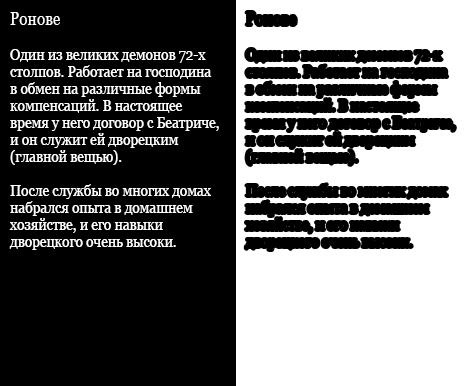 Ронове
Один из великих демонов 72-х
столпов. Работает на господина
в обмен на различные формы
компенсаций. В настоящее
время у него договор с Беатриче,
и он служит ей дворецким
(главной вещью).
После службы во многих домах
набрался опыта в домашнем
хозяйстве, и его навыки
дворецкого очень высоки.
Ронове
Один из великих демонов 72-х
столпов. Работает на господина
в обмен на различные формы
компенсаций. В настоящее
время у него договор с Беатриче,
и он служит ей дворецким
(главной вещью).
После службы во многих домах
набрался опыта в домашнем
хозяйстве, и его навыки
дворецкого очень высоки.